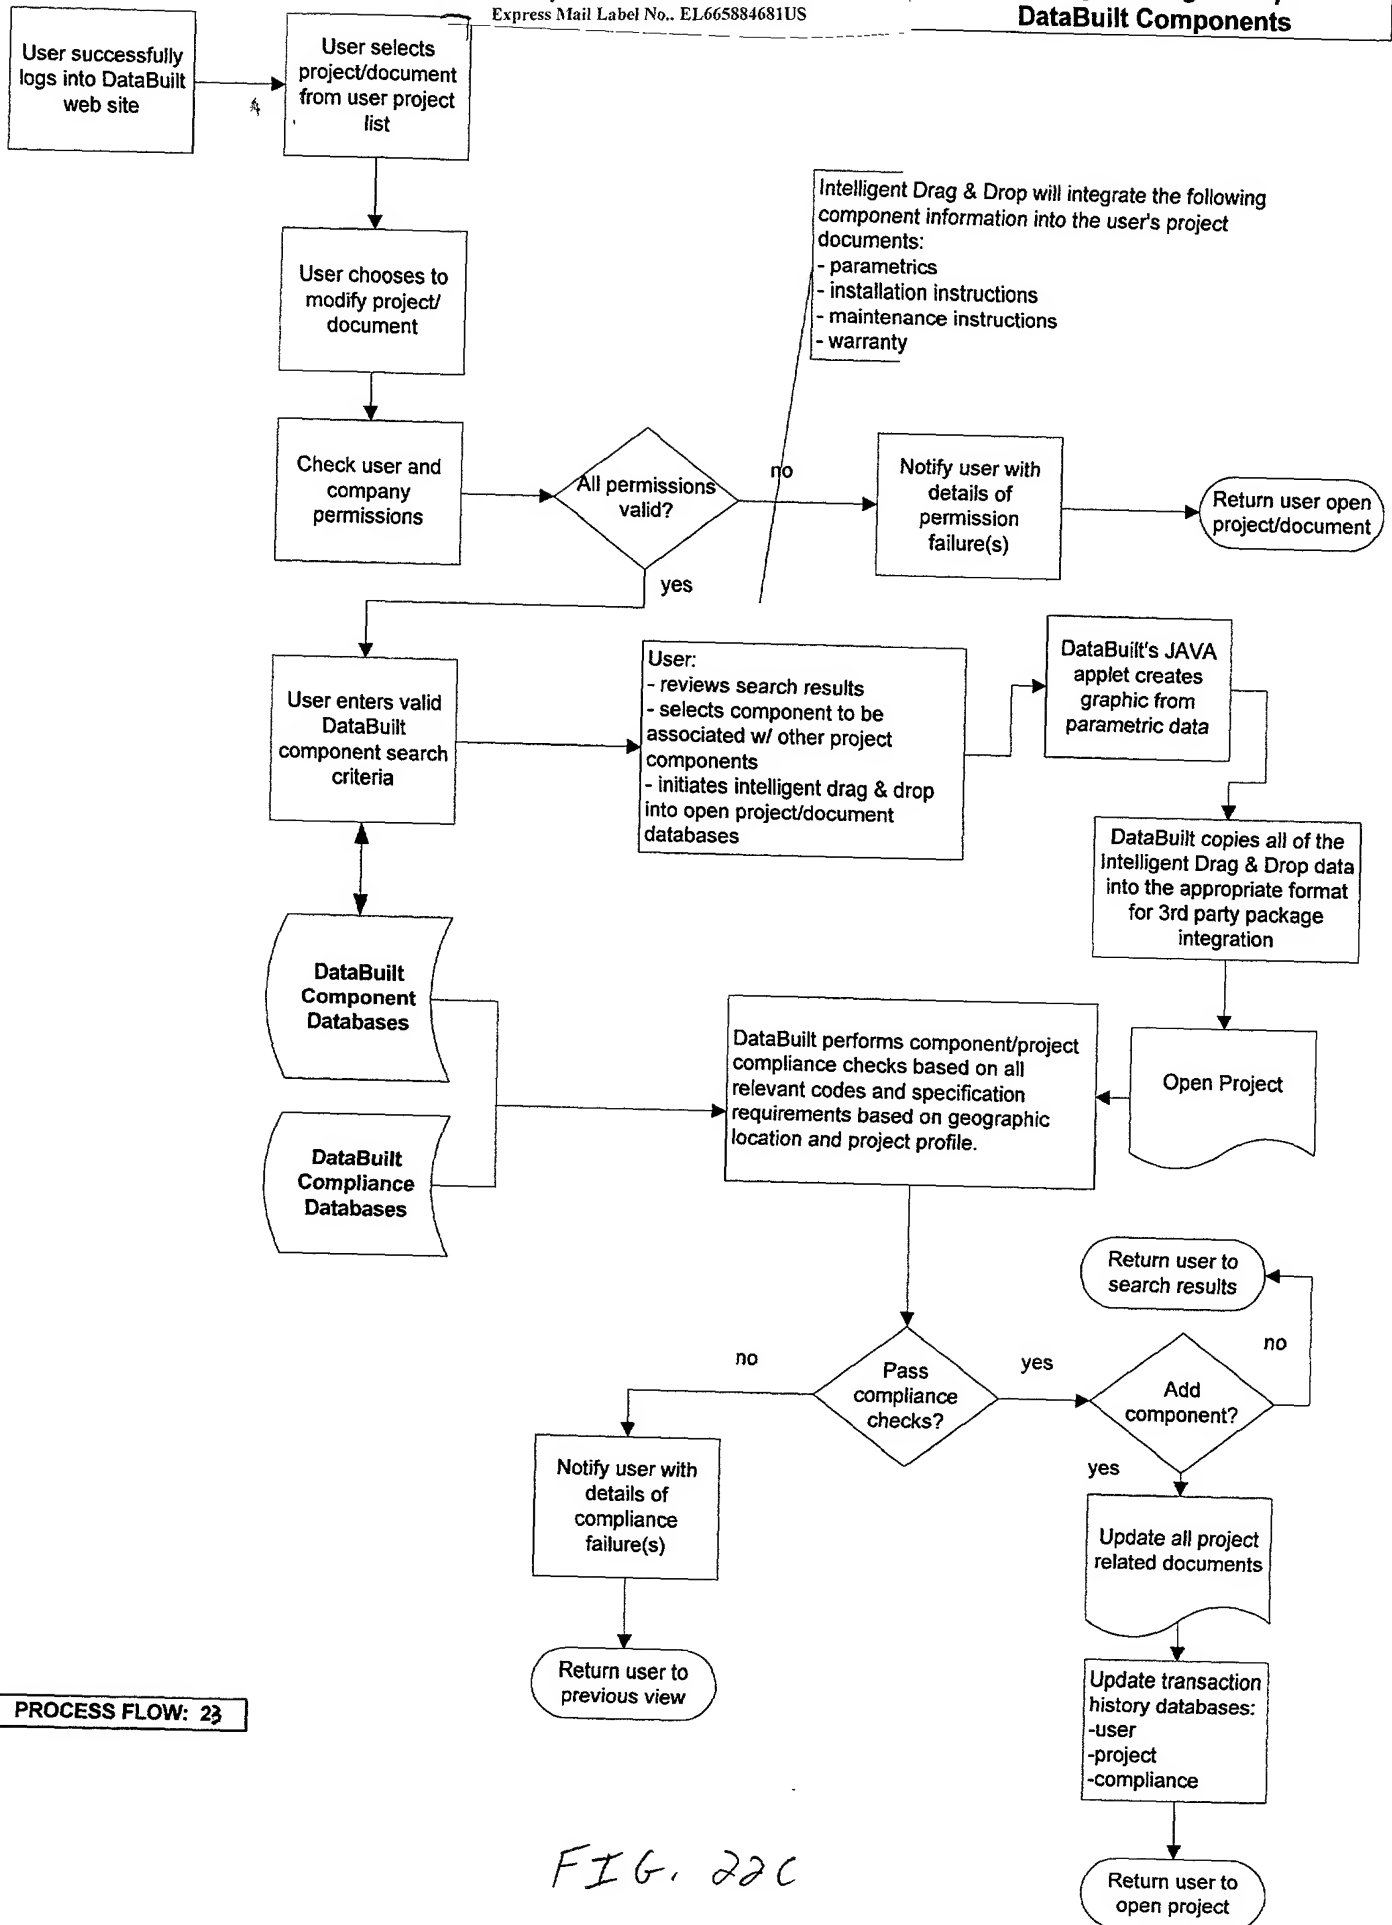 Express Mail Label No.. EL665884681US
DataBuilt Components
User successfully
logs into DataBuilt
web site
User selects
project/document
from user project
list
Intelligent Drag & Drop will integrate the following
component information into the user's project
documents:
- parametrics
- installation instructions
- maintenance instructions
- warranty
User chooses to
modify project/
document
Check user and
company
permissions
All permissions
valid?
no
Notify user with
details of
permission
failure(s)
Return user open
project/document
yes
User enters valid
DataBuilt
component search
criteria
User:
- reviews search results
- selects component to be
associated w/ other project
components
- initiates intelligent drag & drop
into open project/document
databases
DataBuilt's JAVA
applet creates
graphic from
parametric data
DataBuilt copies all of the
Intelligent Drag & Drop data
into the appropriate format
for 3rd party package
integration
DataBuilt
Component
Databases
DataBuilt performs component/project
compliance checks based on all
relevant codes and specification
requirements based on geographic
location and project profile.
Open Project
DataBuilt
Compliance
Databases
Return user to
search results
no
Pass
compliance
checks?
yes
Add
component?
no
Notify user with
details of
compliance
failure(s)
yes
Update all project
related documents
Return user to
previous view
Update transaction
history databases:
-user
-project
-compliance
PROCESS FLOW: 23
FIG. 22C
Return user to
open project